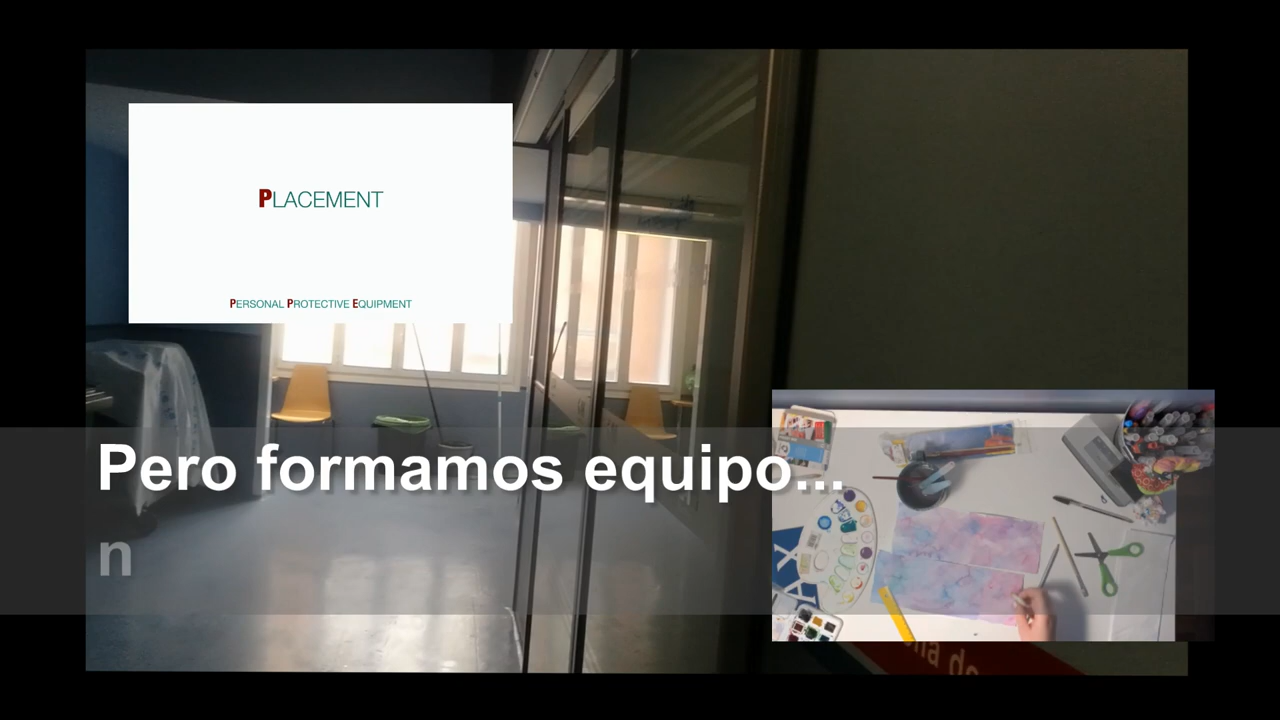 PLACEMENT
PERSONAL PROTECTIVE EQUIPMENT
Pero formamos equipo...
n